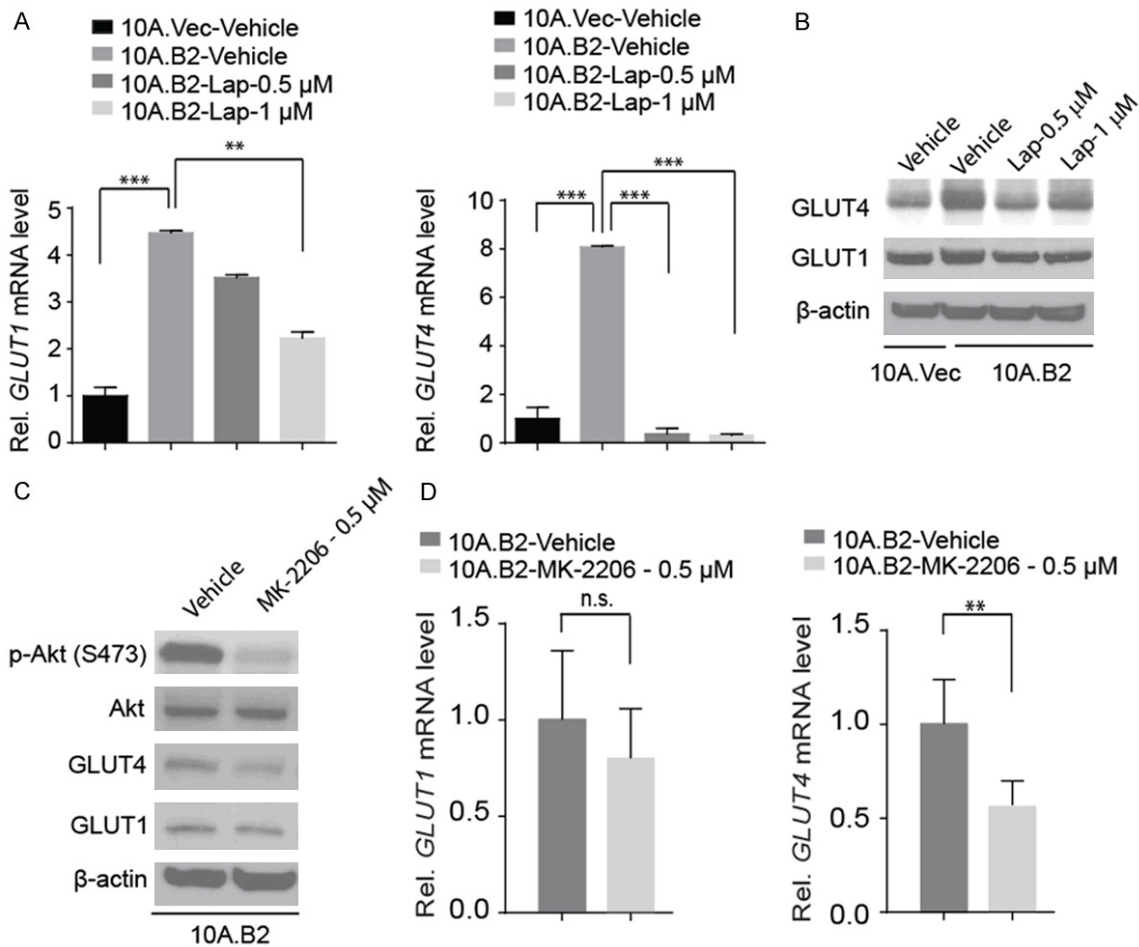 A
10A.Vec-Vehicle
10A.B2-Vehicle
10A.B2-Lap-0.5 μM
10A.B2-Lap-1 μM
***
**
Rel. GLUT1 mRNA level
5
4
3
2
1
0
10A.Vec-Vehicle
10A.B2-Vehicle
10A.B2-Lap-0.5 μM
10A.B2-Lap-1 μM
***
*** ***
Rel. GLUT4 mRNA level
10
8
6
4
2
0
B
Vehicle
Vehicle
Lap-0.5 μM
Lap-1 μM
GLUT4
GLUT1
β-actin
10A.Vec 10A.B2
C
Vehicle
MK-2206 - 0.5 μM
p-Akt (S473)
Akt
GLUT4
GLUT1
β-actin
10A.B2
D
10A.B2-Vehicle
10A.B2-MK-2206 - 0.5 μM
n.s.
Rel. GLUT1 mRNA level
1.5
1.0
0.5
0.0
10A.B2-Vehicle
10A.B2-MK-2206 - 0.5 μM
**
Rel. GLUT4 mRNA level
1.5
1.0
0.5
0.0